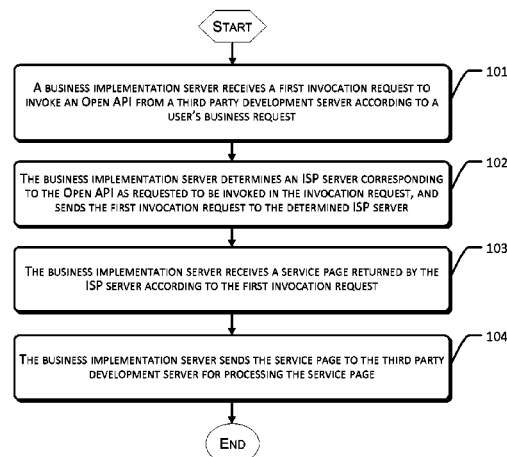 START
101
A BUSINESS IMPLEMENTATION SERVER RECEIVES A FIRST INVOCATION REQUEST TO
INVOKE AN OPEN API FROM A THIRD PARTY DEVELOPMENT SERVER ACCORDING TO A
USER'S BUSINESS REQUEST
102
THE BUSINESS IMPLEMENTATION SERVER DETERMINES AN ISP SERVER CORRESPONDING
TO THE OPEN API AS REQUESTED TO BE INVOKED IN THE INVOCATION REQUEST, AND
SENDS THE FIRST INVOCATION REQUEST TO THE DETERMINED ISP SERVER
103
THE BUSINESS IMPLEMENTATION SERVER RECEIVES A SERVICE PAGE RETURNED BY THE
ISP SERVER ACCORDING TO THE FIRST INVOCATION REQUEST
104
THE BUSINESS IMPLEMENTATION SERVER SENDS THE SERVICE PAGE TO THE THIRD PARTY
DEVELOPMENT SERVER FOR PROCESSING THE SERVICE PAGE
END